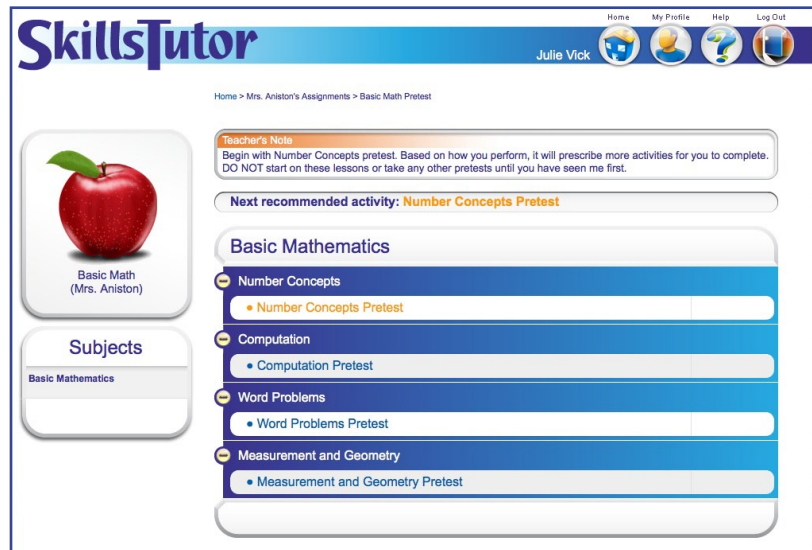 SkillsTutor
Home My Profile Help Log Out
Julie Vick
Home > Mrs. Aniston's Assignments > Basic Math Pretest
Teacher's Note
Begin with Number Concepts pretest. Based on how you perform, it will prescribe more activities for you to complete.
DO NOT start on these lessons or take any other pretests until you have seen me first.
Next recommended activity: Number Concepts Pretest
Basic Math
(Mrs. Aniston)
Subjects
Basic Mathematics
Basic Mathematics
Number Concepts
• Number Concepts Pretest
Computation
• Computation Pretest
Word Problems
• Word Problems Pretest
Measurement and Geometry
• Measurement and Geometry Pretest